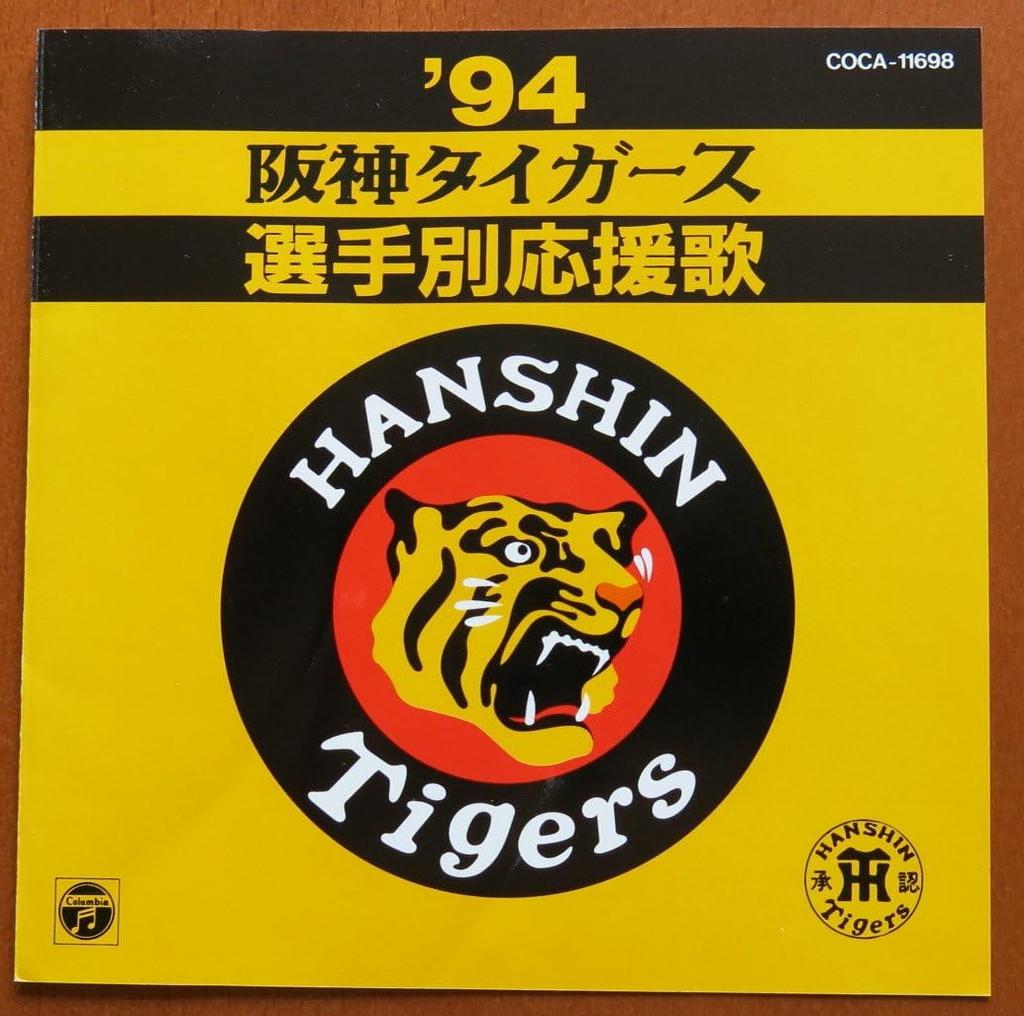 '94
COCA-11698
阪神タイガース
選手別応援歌
HANSHIN
Tigers
Columbia
HANSHIN
承 認
Tigers